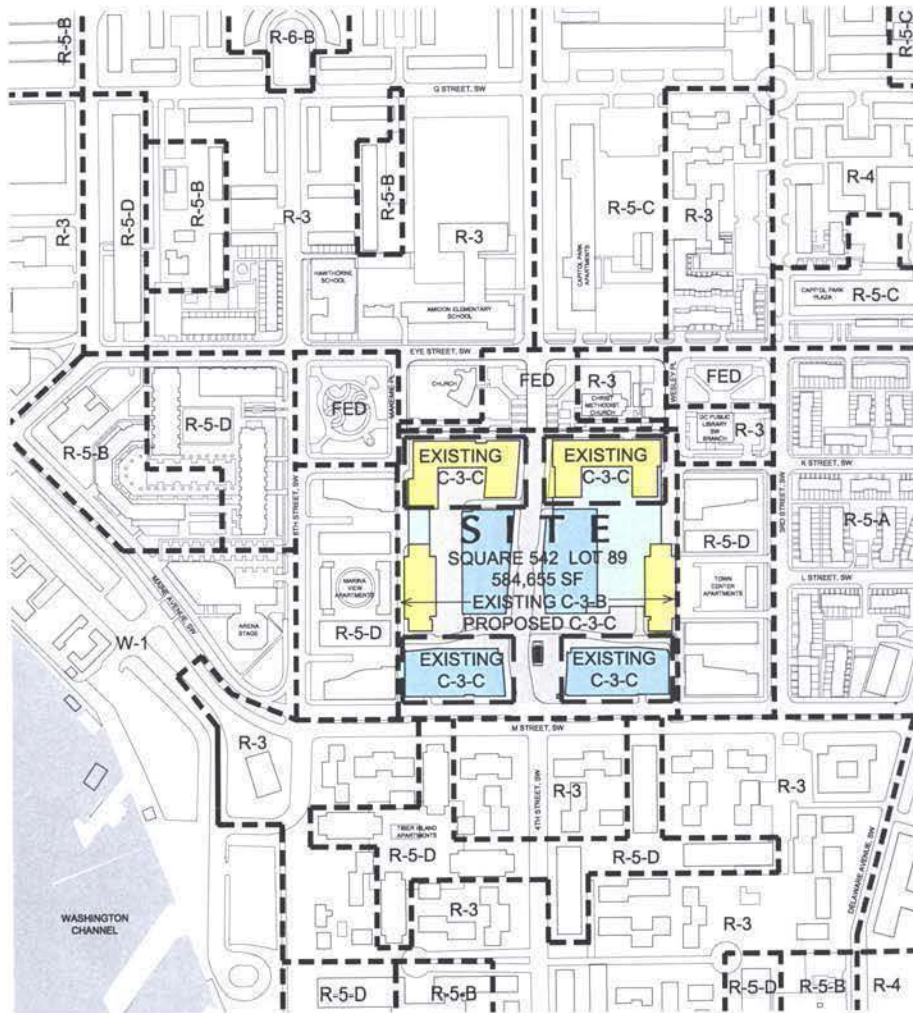 R-5-B
R-6-B
R-5-C
G STREET, SW
R-3
R-5-D
R-5-B
R-3
R-5-B
R-3
R-5-C
R-3
R-4
CAPITOL PARK
APARTMENTS
HAWTHORNE
SCHOOL
AMIDON ELEMENTARY
SCHOOL
CAPITOL PARK
PLAZA
R-5-C
EYE STREET, SW
FED
MAKEMIE PL
CHURCH
FED
R-3
CHRIST
METHODIST
CHURCH
WESLEY PL
FED
DC PUBLIC
LIBRARY
SW
BRANCH
R-3
R-5-B
R-5-D
EXISTING
C-3-C
EXISTING
C-3-C
K STREET, SW
6TH STREET, SW
3RD STREET, SW
R-5-A
SITE
SQUARE 542 LOT 89
584,655 SF
EXISTING C-3-B
PROPOSED C-3-C
R-5-D
L STREET, SW
MARINA
VIEW
APARTMENTS
TOWN
CENTER
APARTMENTS
MAINE AVENUE, SW
ARENA
STAGE
R-5-D
W-1
EXISTING
C-3-C
EXISTING
C-3-C
M STREET, SW
R-3
R-3
R-3
4TH STREET, SW
TIBER ISLAND
APARTMENTS
R-5-D
R-5-D
DELAWARE AVENUE, SW
R-3
R-3
WASHINGTON
CHANNEL
R-5-D
R-5-B
R-5-D
R-5-B
R-4